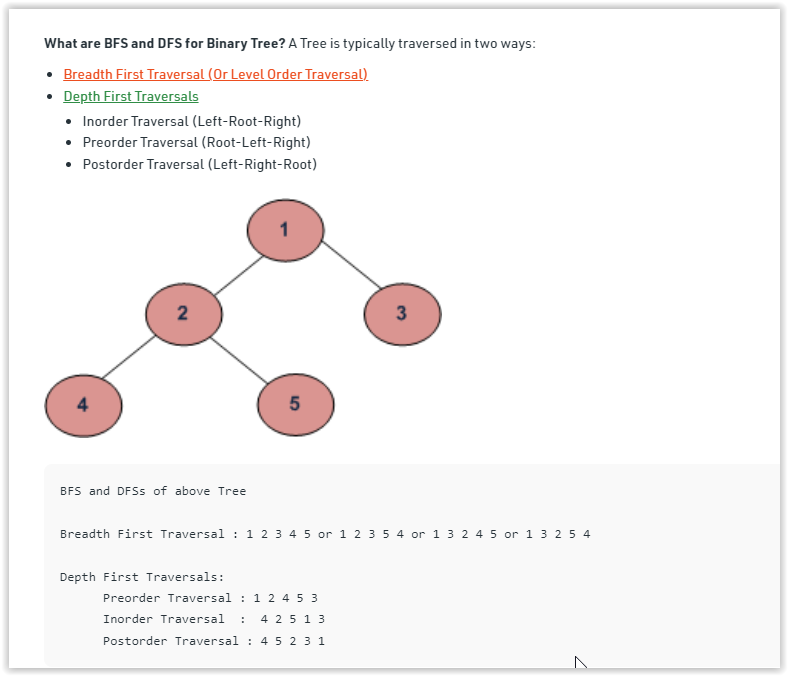 What are BFS and DFS for Binary Tree? A Tree is typically traversed in two ways:
Breadth First Traversal (Or Level Order Traversal)
Depth First Traversals
Inorder Traversal (Left-Root-Right)
Preorder Traversal (Root-Left-Right)
Postorder Traversal (Left-Right-Root)
1
2
3
4
5
BFS and DFSs of above Tree
Breadth First Traversal : 1 2 3 4 5 or 1 2 3 5 4 or 1 3 2 4 5 or 1 3 2 5 4
Depth First Traversals:
Preorder Traversal : 1 2 4 5 3
Inorder Traversal  :  4 2 5 1 3
Postorder Traversal : 4 5 2 3 1